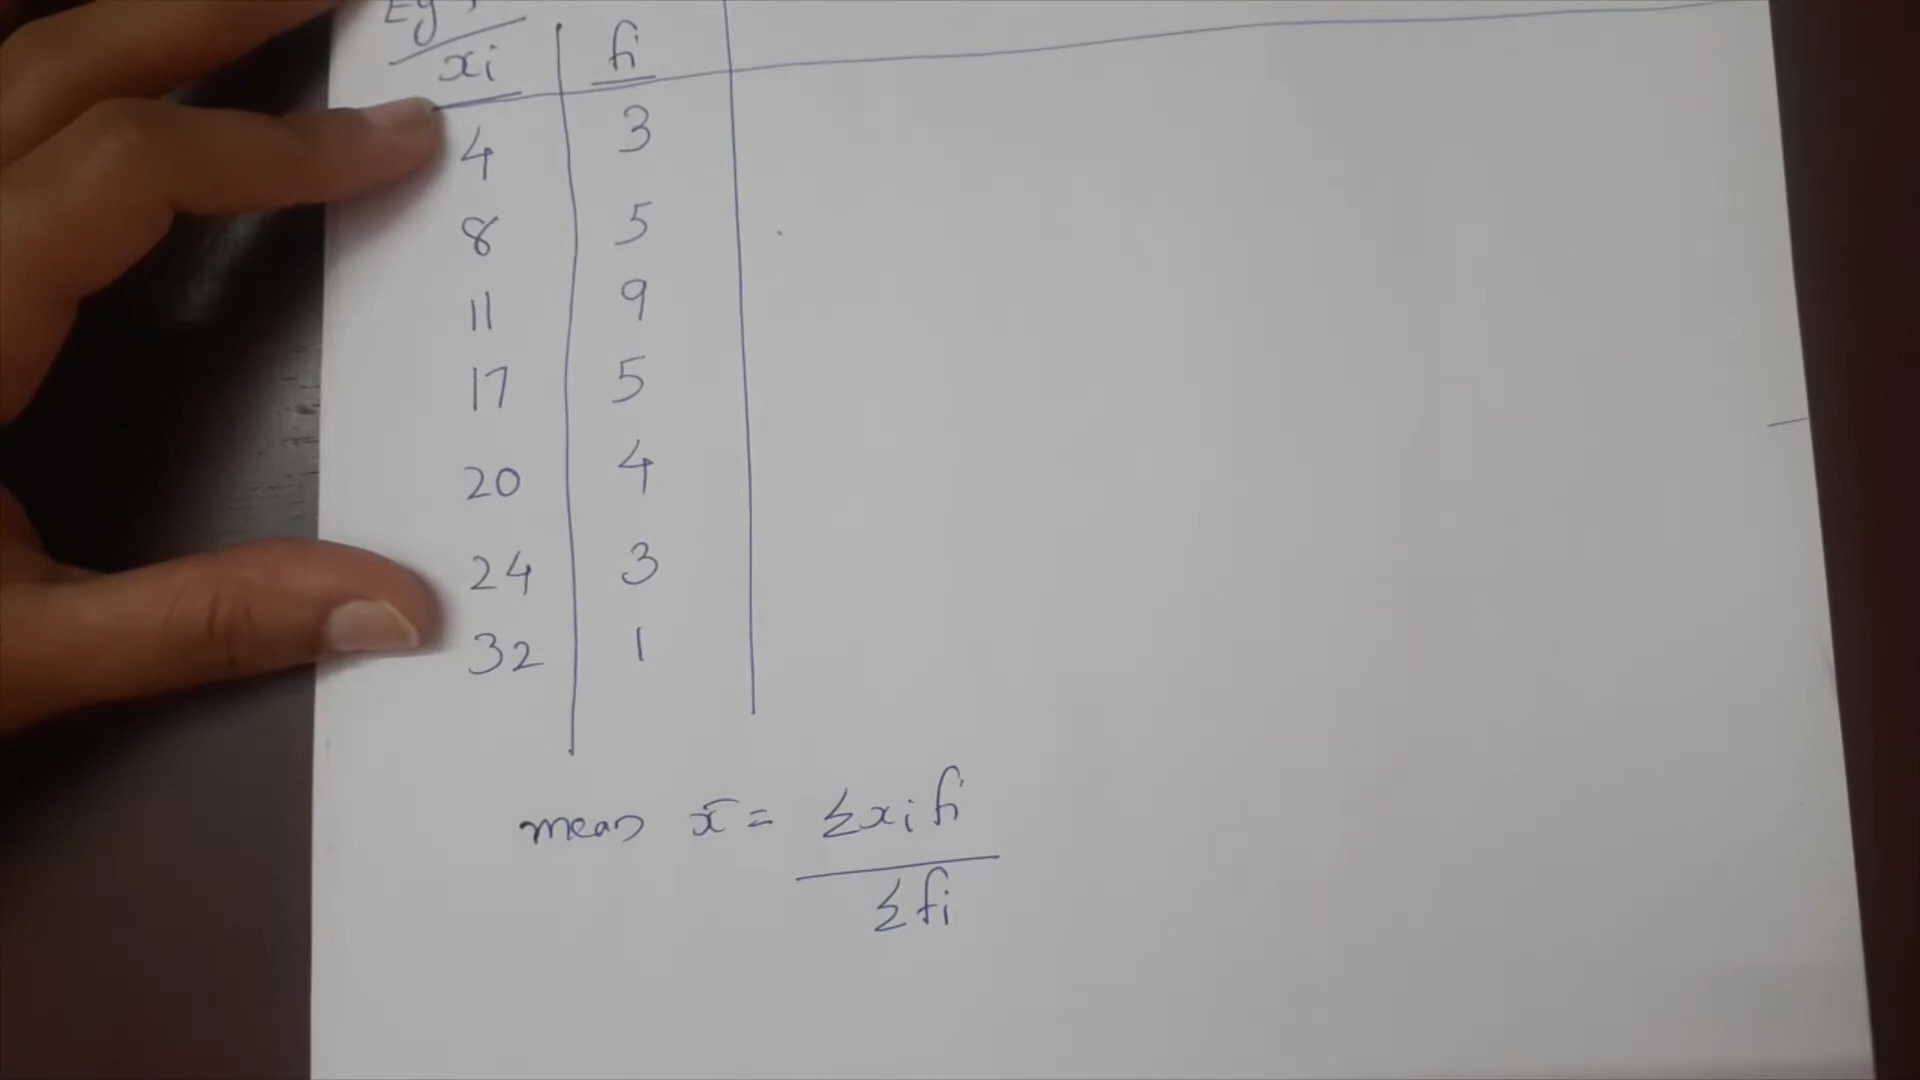 Eg
xi fi
4 3
8 5
11 9
17 5
20 4
24 3
32 1
mean x̄ = Σxifi
Σfi